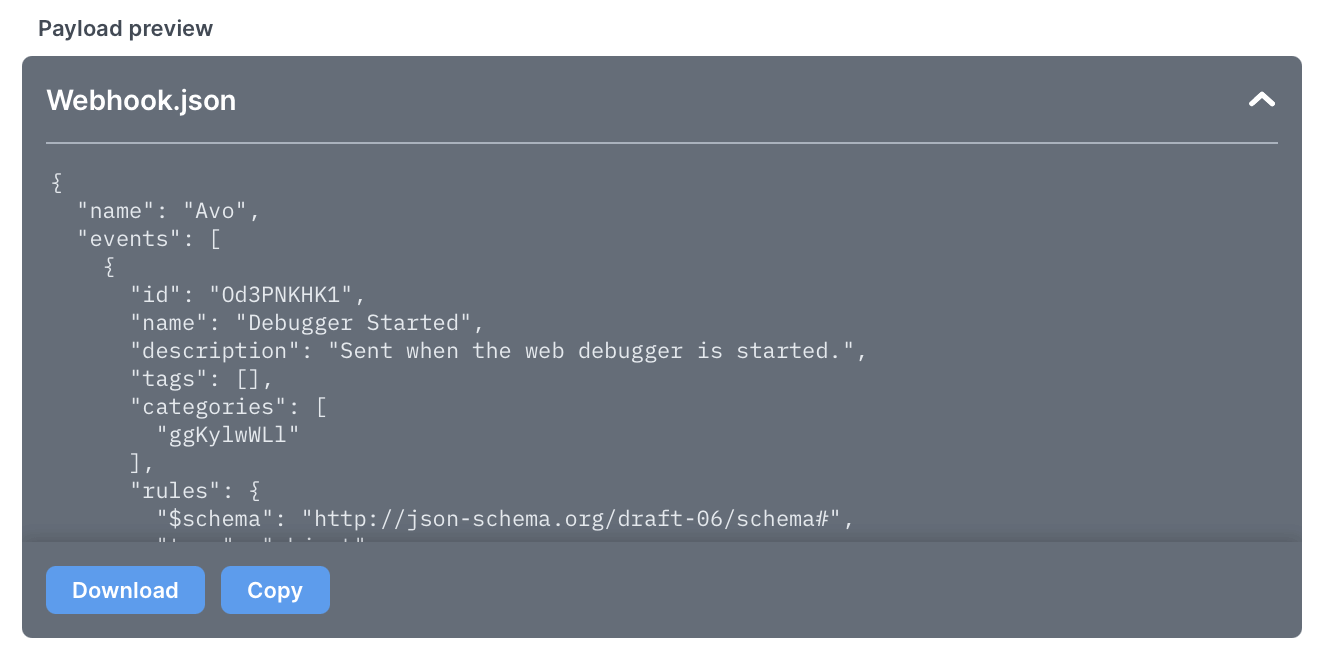 Payload preview
Webhook.json
{
  "name": "Avo",
  "events": [
    {
      "id": "Od3PNKHK1",
      "name": "Debugger Started",
      "description": "Sent when the web debugger is started.",
      "tags": [],
      "categories": [
        "ggKylwWLl"
      ],
      "rules": {
        "$schema": "http://json-schema.org/draft-06/schema#",
Download Copy